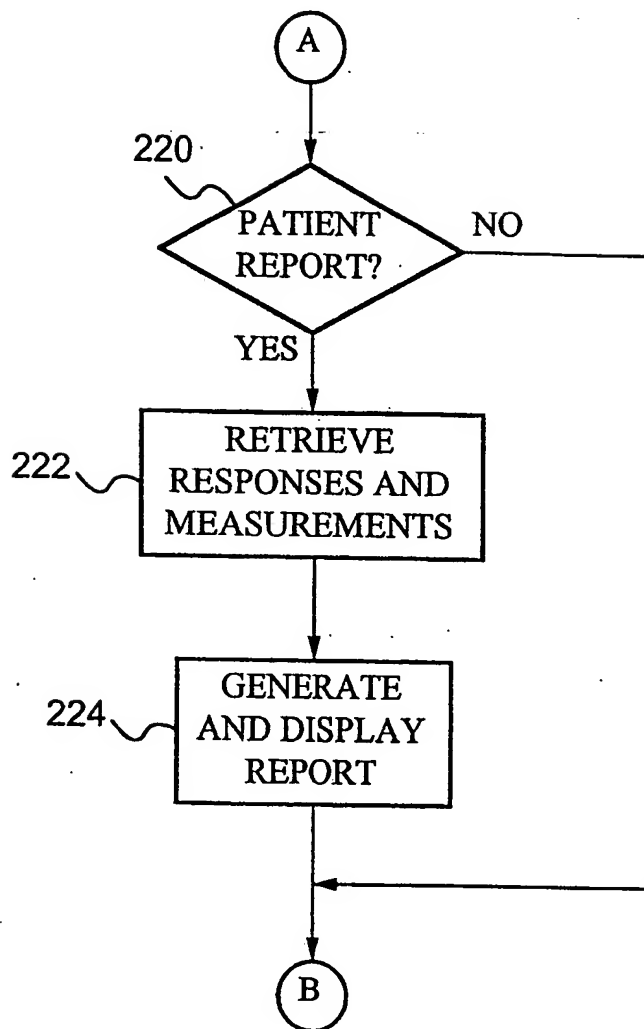 A
220
PATIENT
REPORT?
NO
YES
222
RETRIEVE
RESPONSES AND
MEASUREMENTS
224
GENERATE
AND DISPLAY
REPORT
B